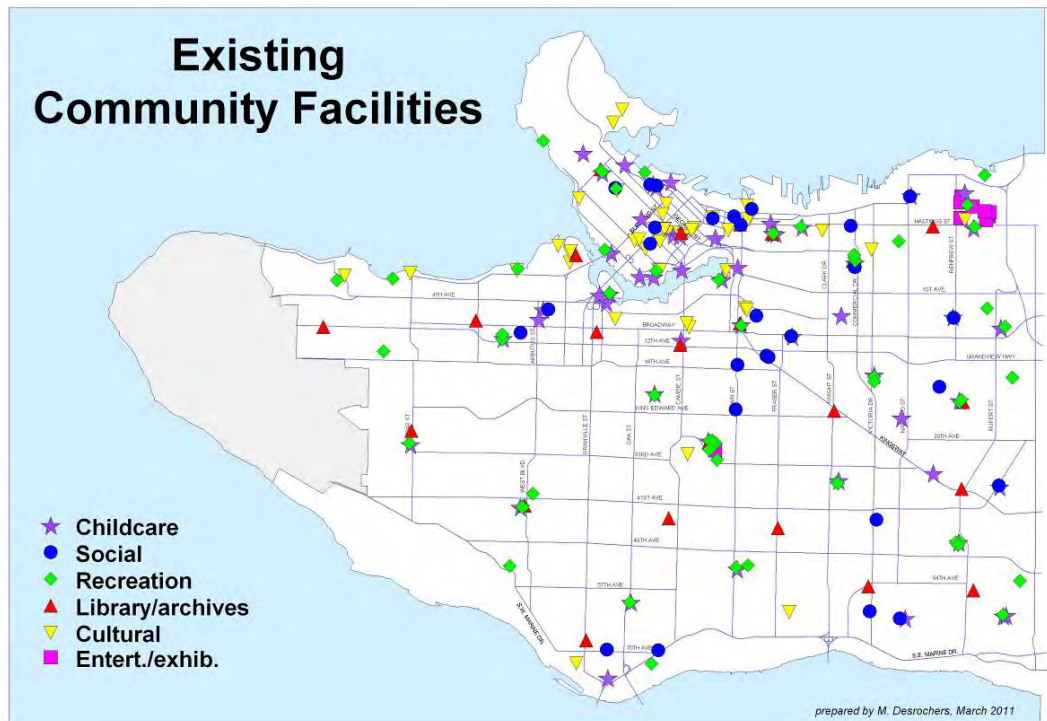 Existing
Community Facilities
BURRARD ST
HASTINGS ST
CLARK DR
COMMERCIAL DR
RENFREW ST
1ST AVE
4TH AVE
BROADWAY
12TH AVE
16TH AVE
ARBUTUS ST
GRANDVIEW HWY
KING EDWARD AVE
GRANVILLE ST
OAK ST
CAMBIE ST
FRASER ST
KNIGHT ST
VICTORIA DR
NANAIMO ST
RUPERT ST
29TH AVE
KINGSWAY
33RD AVE
WEST BLVD
41ST AVE
49TH AVE
57TH AVE
54TH AVE
S.W. MARINE DR.
70TH AVE
S.E. MARINE DR.
Childcare
Social
Recreation
Library/archives
Cultural
Entert./exhib.
prepared by M. Desrochers, March 2011